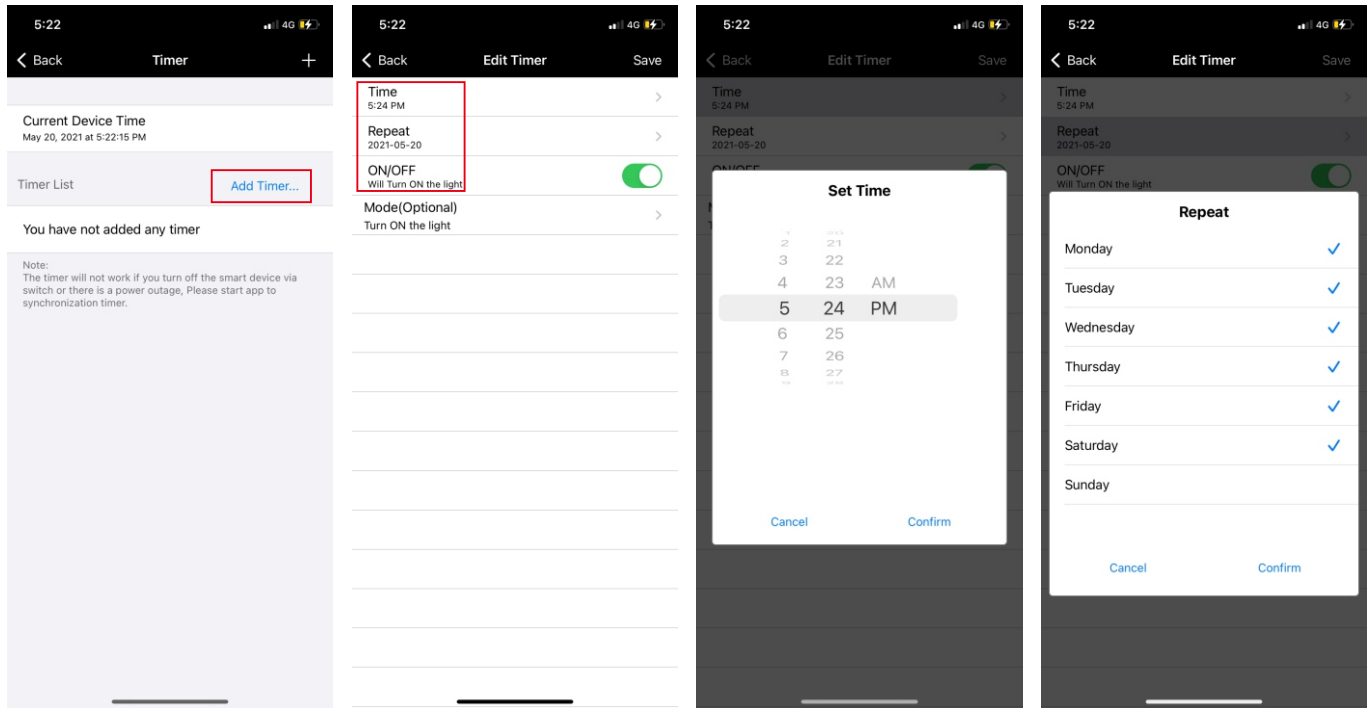 5:22
4G
Back
Timer
+
Current Device Time
May 20, 2021 at 5:22:15 PM
Timer List
Add Timer...
You have not added any timer
Note:
The timer will not work if you turn off the smart device via
switch or there is a power outage, Please start app to
synchronization timer.
5:22
4G
Back
Edit Timer
Save
Time
5:24 PM
Repeat
2021-05-20
ON/OFF
Will Turn ON the light
Mode(Optional)
Turn ON the light
5:22
4G
Back
Edit Timer
Save
Time
5:24 PM
Repeat
2021-05-20
ON/OFF
Set Time
2 21
3 22
4 23 AM
5 24 PM
6 25
7 26
8 27
Cancel
Confirm
5:22
4G
Back
Edit Timer
Save
Time
5:24 PM
Repeat
2021-05-20
ON/OFF
Will Turn ON the light
Repeat
Monday
Tuesday
Wednesday
Thursday
Friday
Saturday
Sunday
Cancel
Confirm